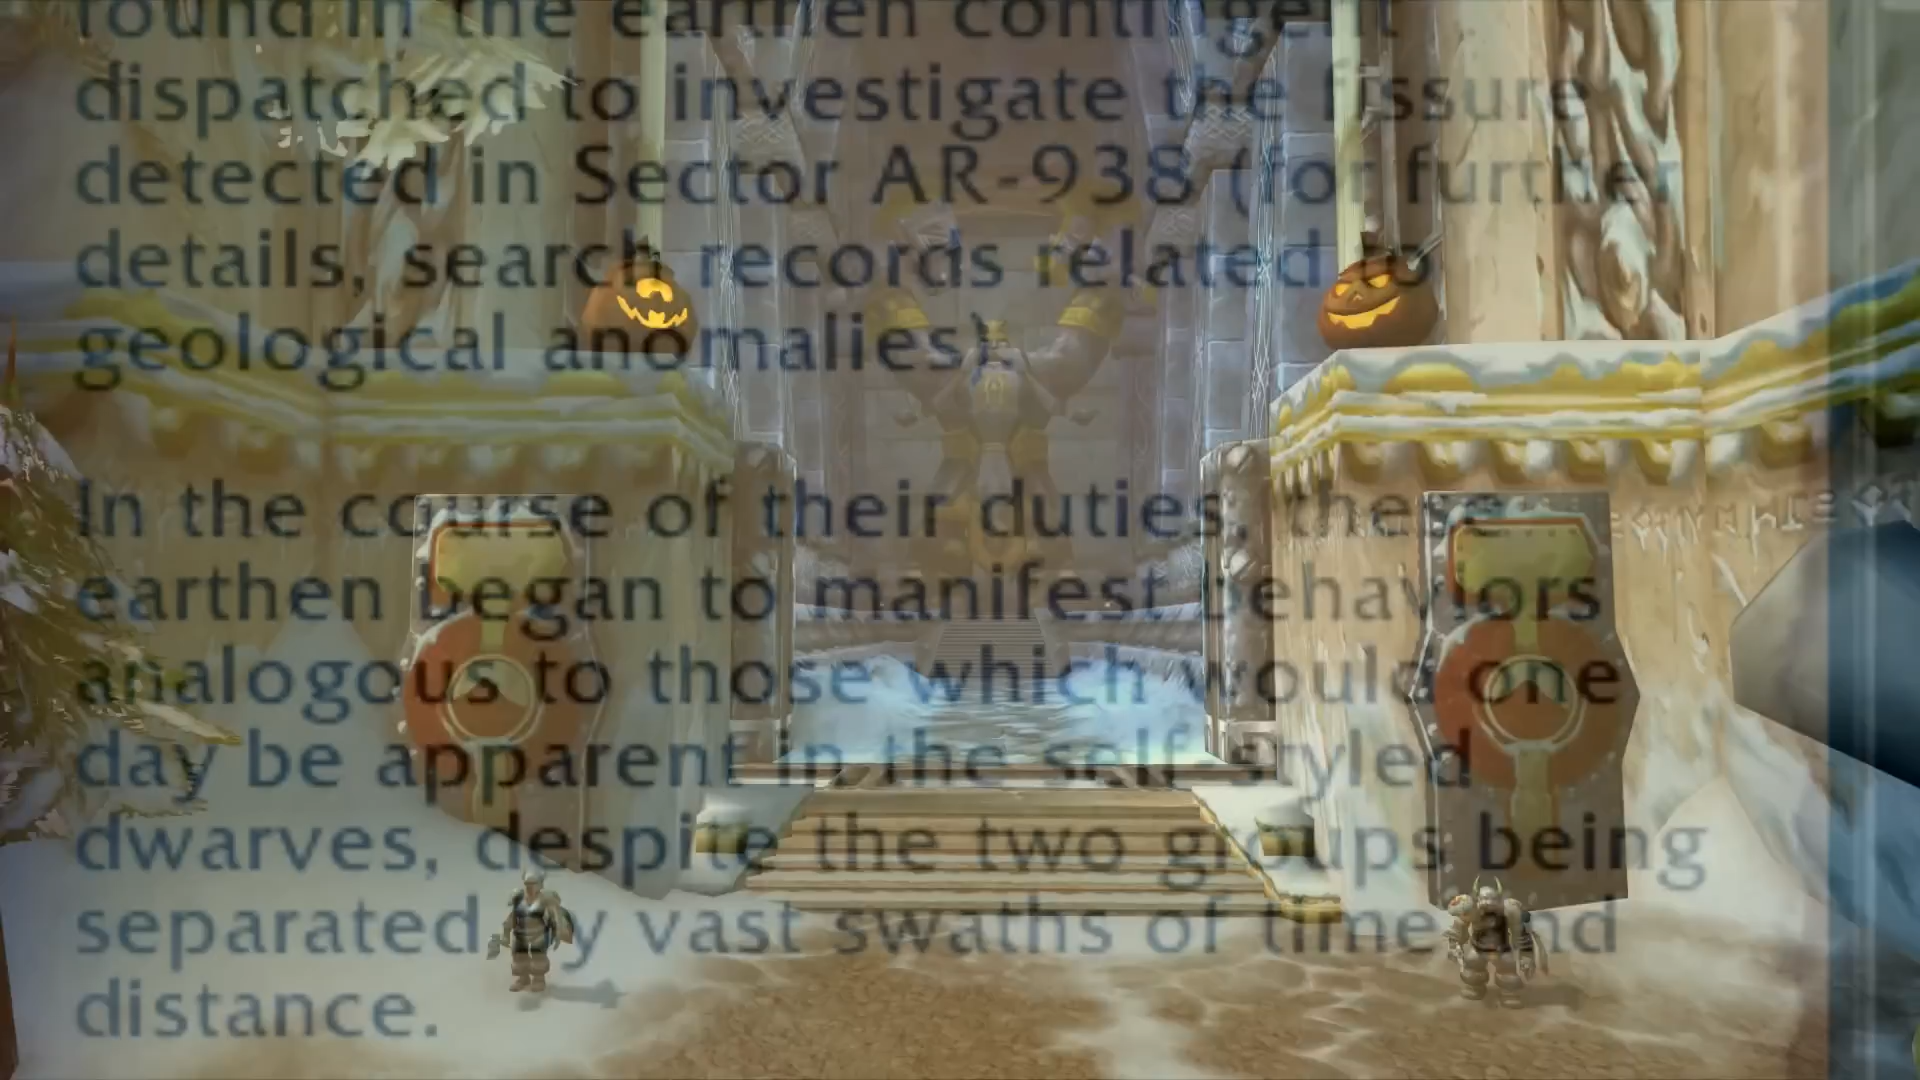 found in the earthen contingent
dispatched to investigate the fissure
detected in Sector AR-938 (for further
details, search records related to
geological anomalies).
In the course of their duties, these
earthen began to manifest behaviors
analogous to those which would one
day be apparent in the self-styled
dwarves, despite the two groups being
separated by vast swaths of time and
distance.